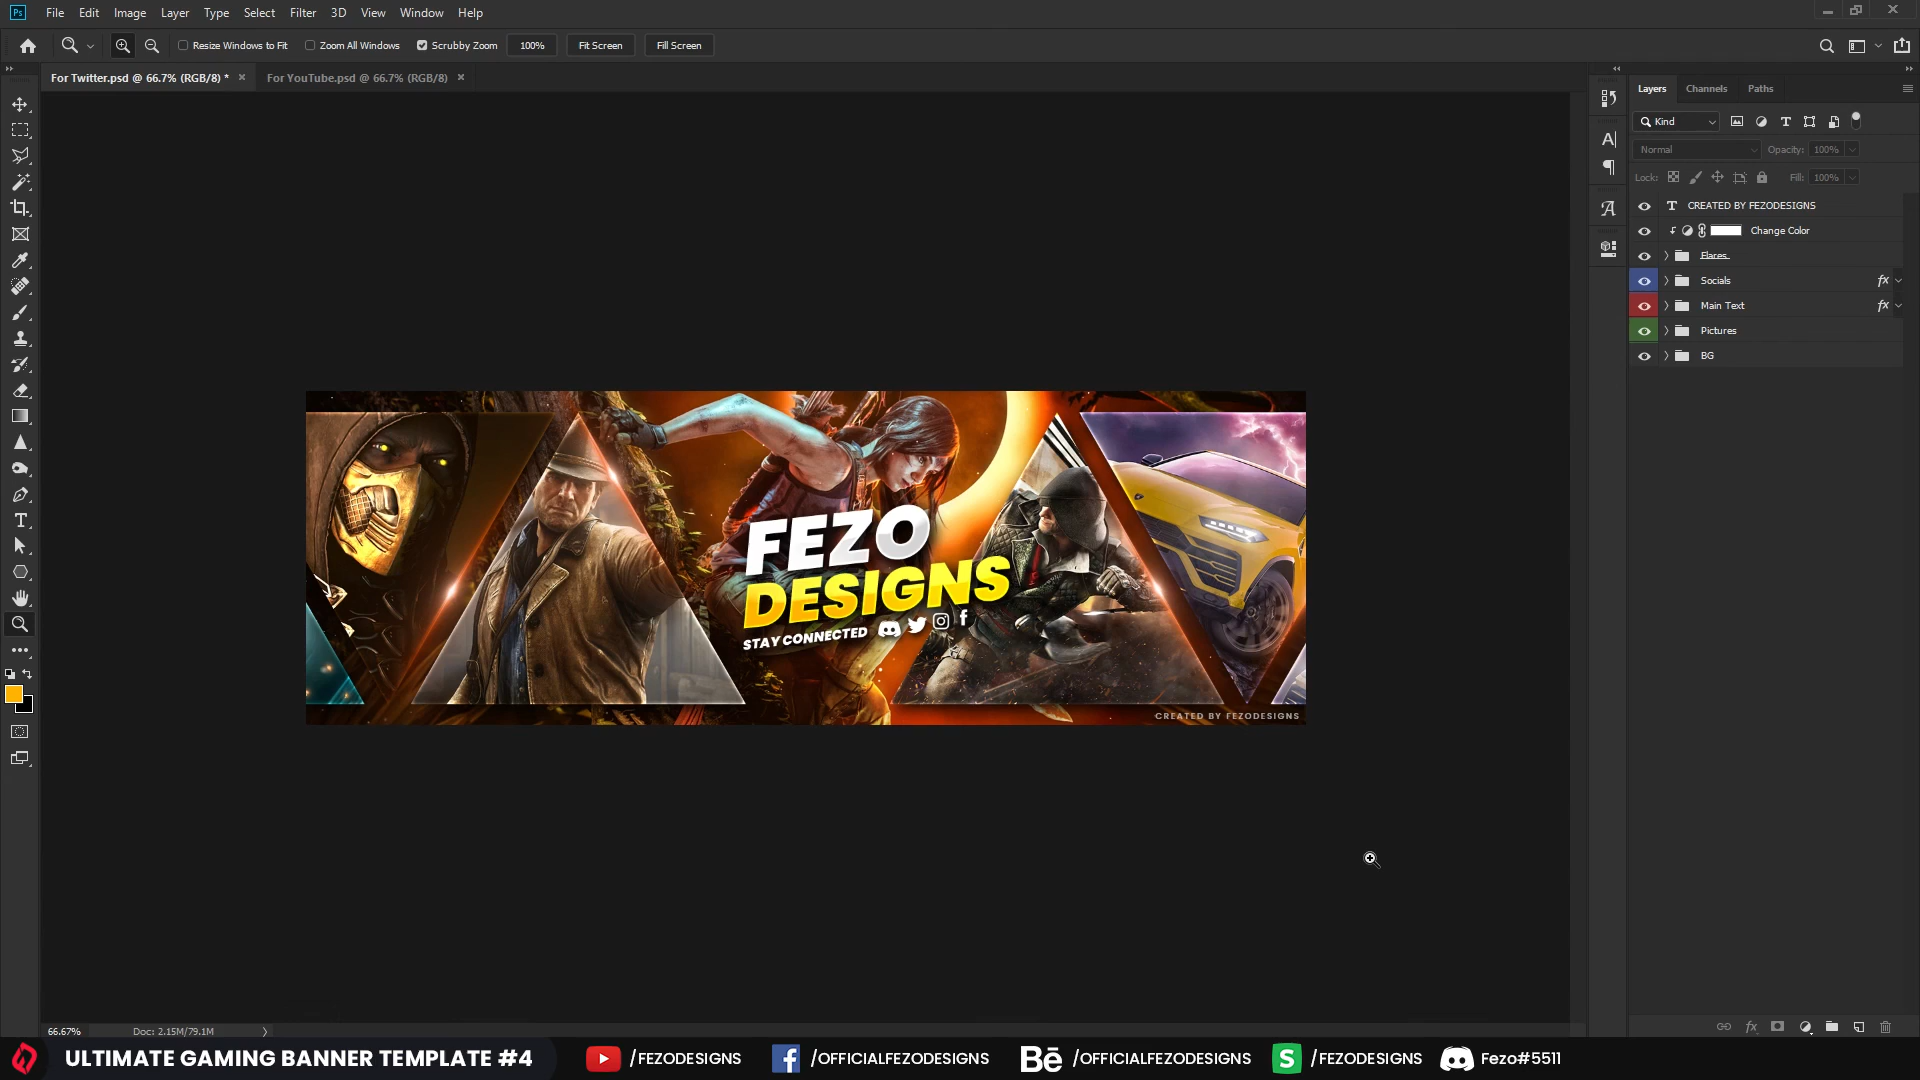 Ps File Edit Image Layer Type Select Filter 3D View Window Help
Resize Windows to Fit Zoom All Windows Scrubby Zoom 100% Fit Screen Fill Screen
For Twitter.psd @ 66.7% (RGB/8) * × For YouTube.psd @ 66.7% (RGB/8) ×
Layers Channels Paths
Kind
Normal Opacity: 100%
Lock: Fill: 100%
CREATED BY FEZODESIGNS
Change Color
Flares
Socials fx
Main Text fx
Pictures
BG
FEZO
DESIGNS
STAY CONNECTED
CREATED BY FEZODESIGNS
66.67% Doc: 2.15M/79.1M
ULTIMATE GAMING BANNER TEMPLATE #4 /FEZODESIGNS /OFFICIALFEZODESIGNS Bē /OFFICIALFEZODESIGNS S /FEZODESIGNS Fezo#5511